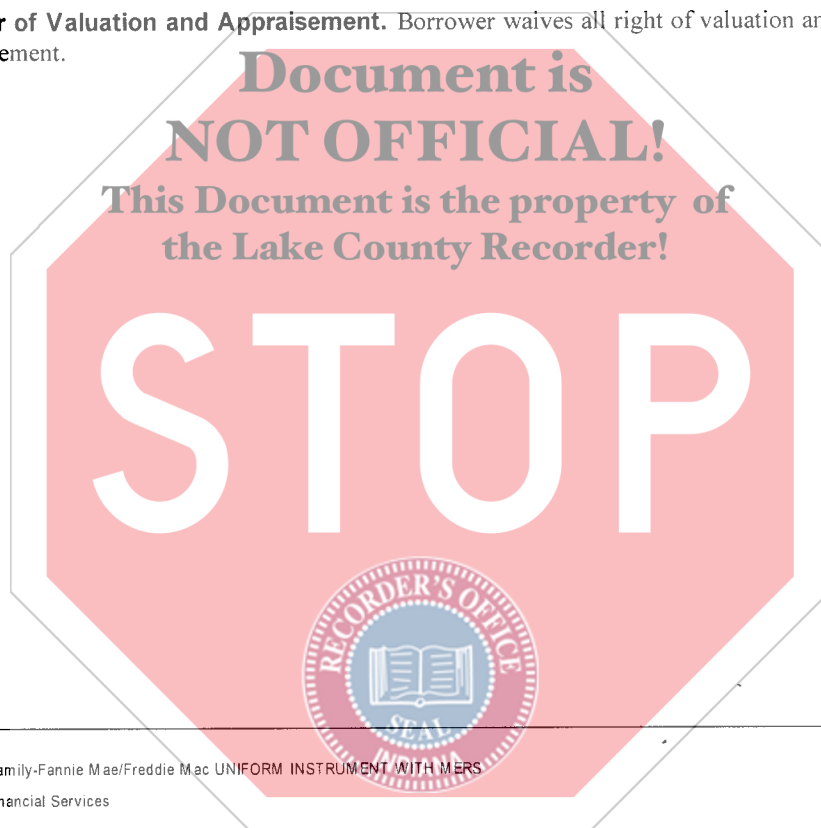 r of Valuation and Appraisement. Borrower waives all right of valuation an
ement.
Document is
NOT OFFICIAL!
This Document is the property of
the Lake County Recorder!
STOP
RECORDER'S OFFICE
SEAL
INDIANA
amily-Fannie Mae/Freddie Mac UNIFORM INSTRUMENT WITH MERS
nancial Services